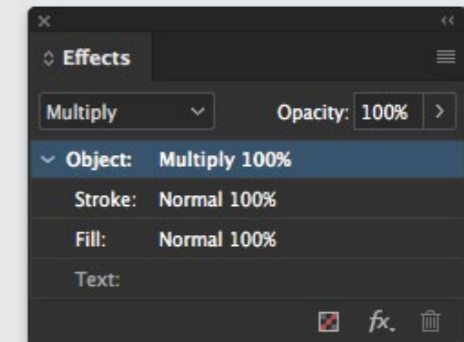 Effects
Multiply Opacity: 100%
Object: Multiply 100%
Stroke: Normal 100%
Fill: Normal 100%
Text:
fx.